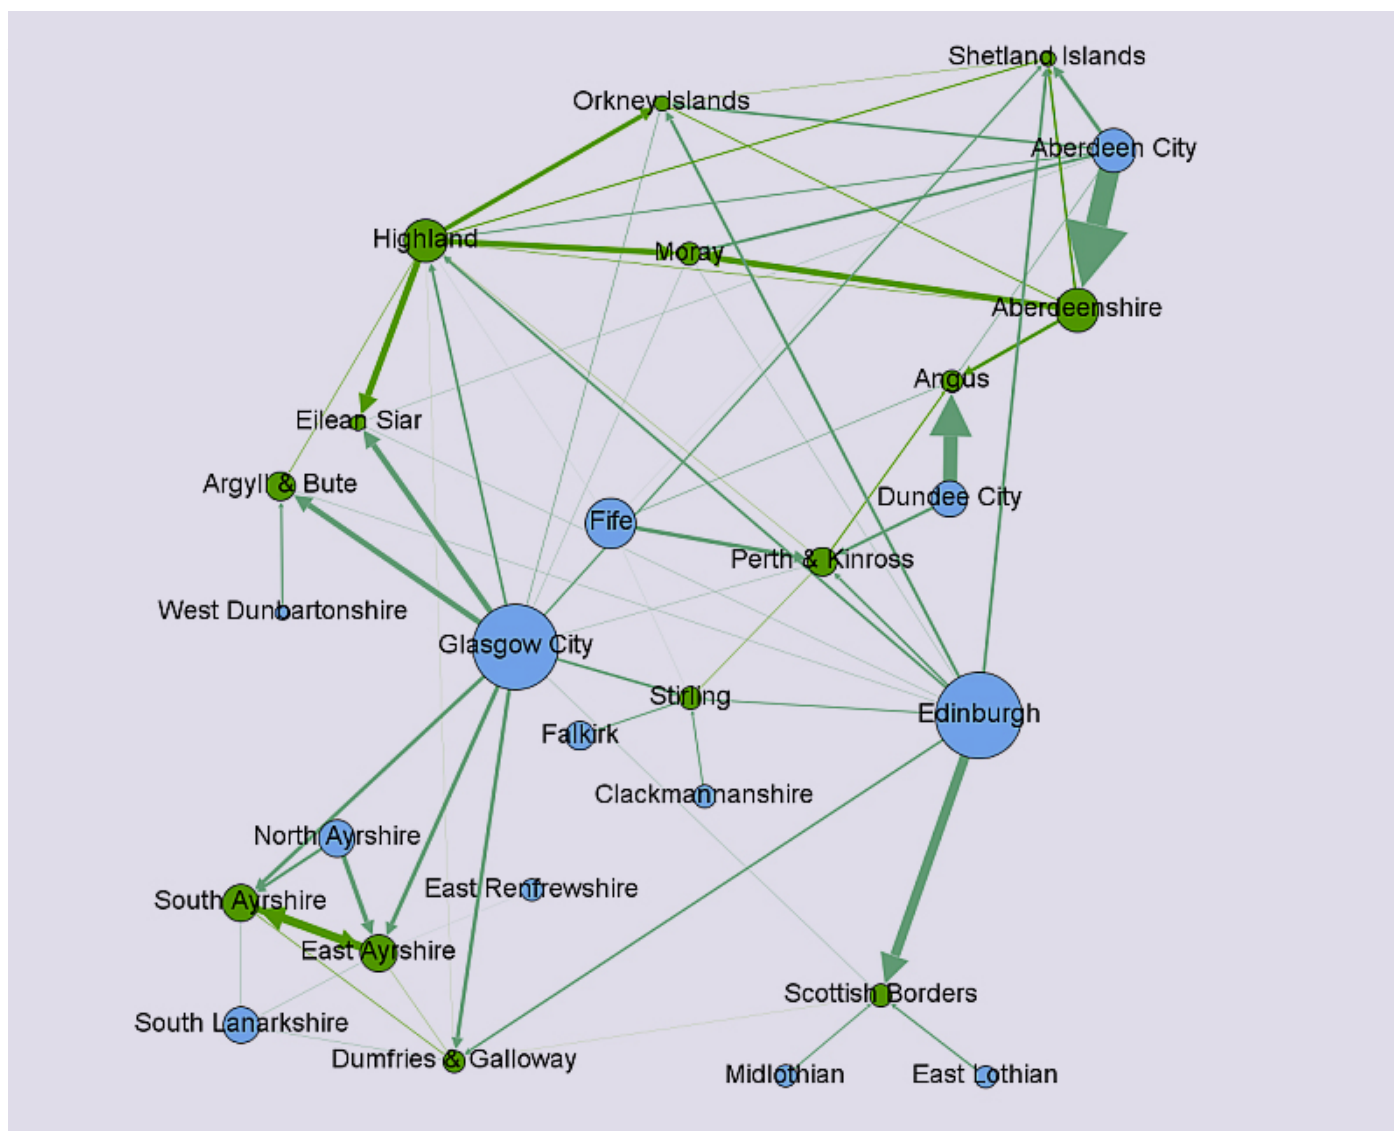 Shetland Islands
Orkney Islands
Aberdeen City
Highland
Moray
Aberdeenshire
Angus
Eilean Siar
Argyll & Bute
Dundee City
Fife
Perth & Kinross
West Dunbartonshire
Glasgow City
Stirling
Edinburgh
Falkirk
Clackmannanshire
North Ayrshire
East Renfrewshire
South Ayrshire
East Ayrshire
Scottish Borders
South Lanarkshire
Dumfries & Galloway
Midlothian
East Lothian